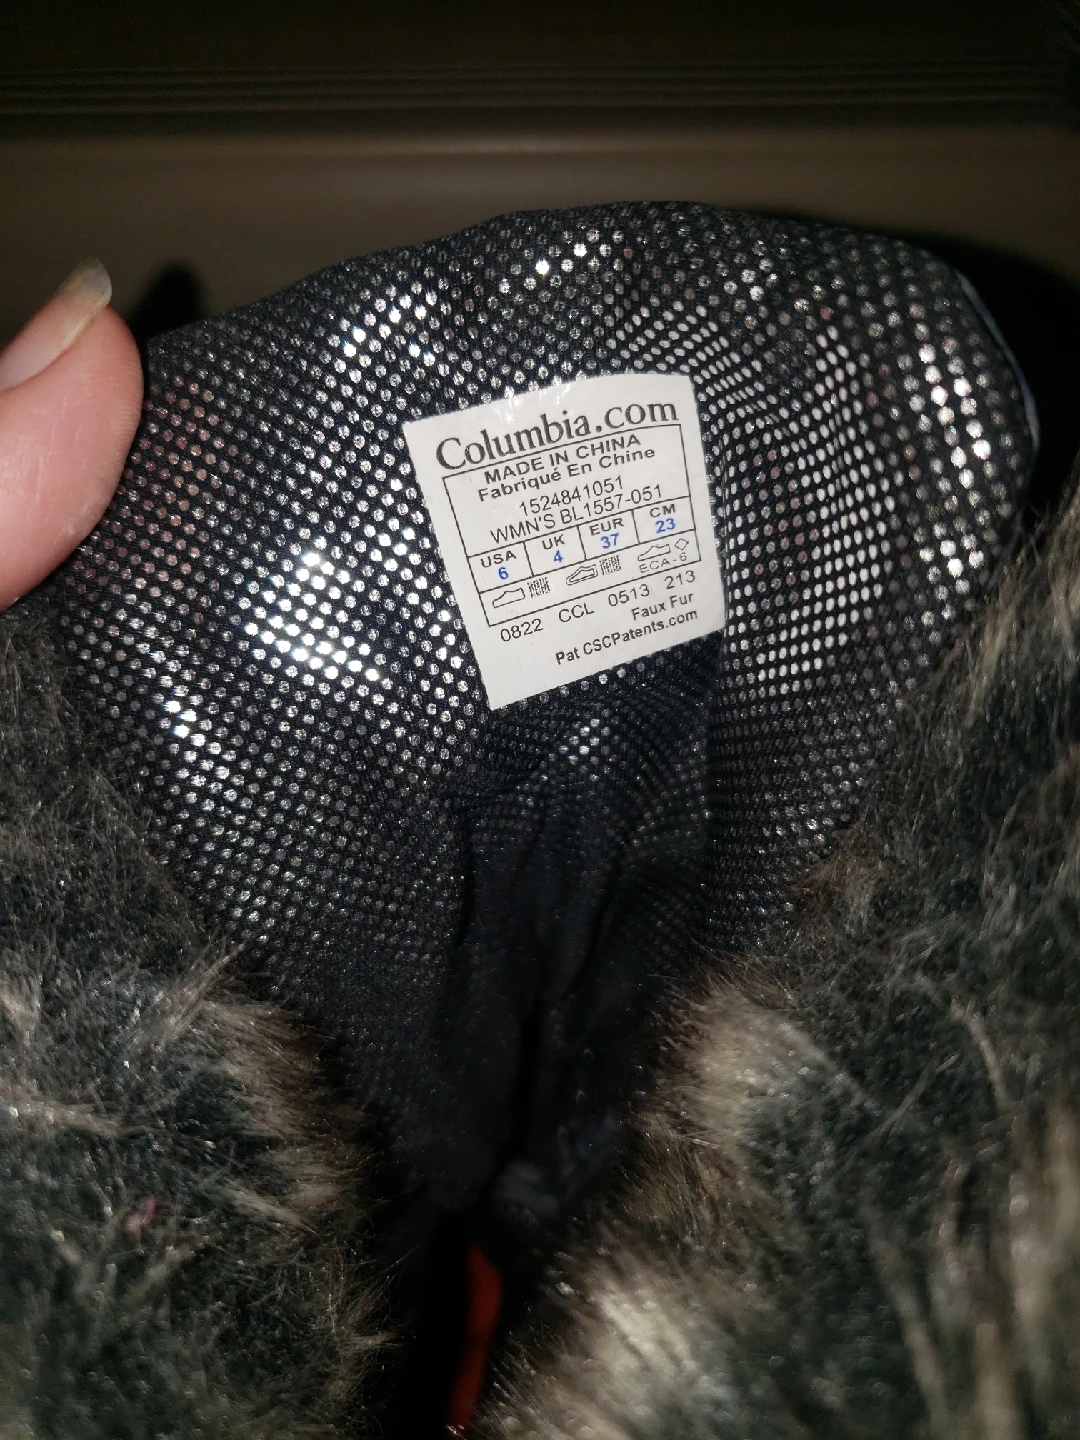 Columbia.com
MADE IN CHINA
Fabriqué En Chine
1524841051
WMN'S BL1557-051
USA UK EUR CM
6 4 37 23
ECA-6
0822 CCL 0513 213
Faux Fur
Pat CSCPatents.com